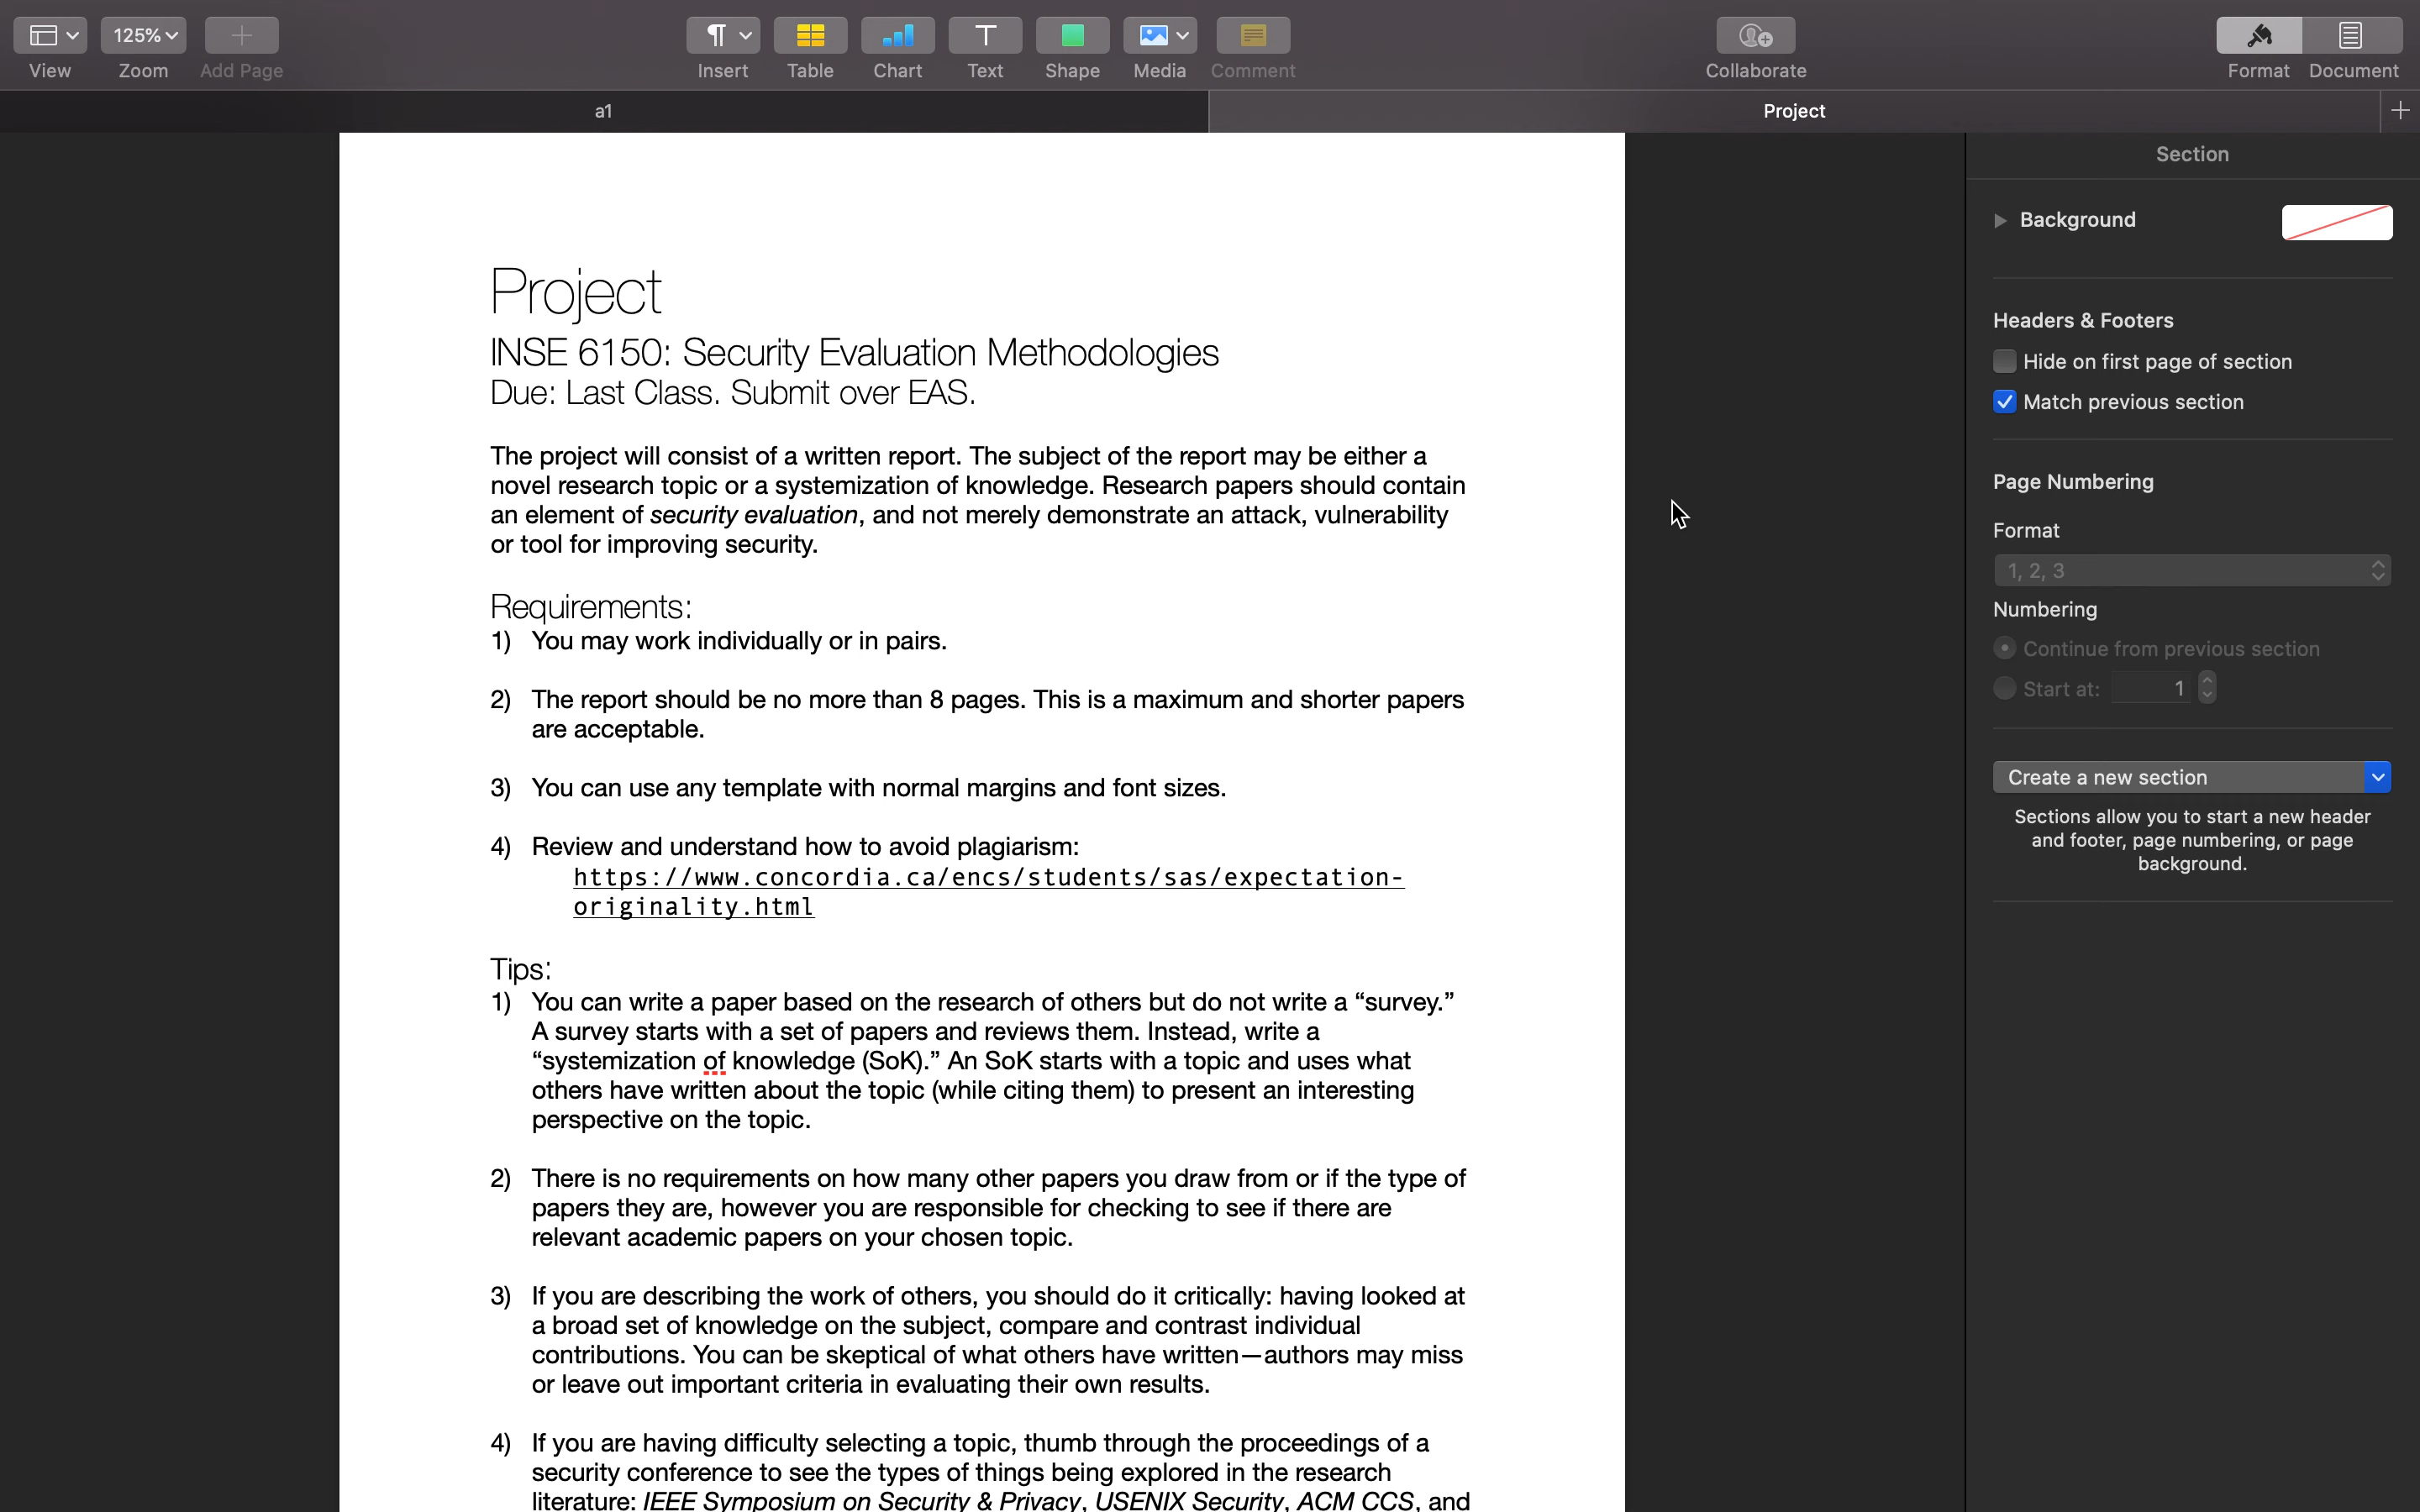 125%
View
Zoom
Add Page
Insert
Table
Chart
Text
Shape
Media
Comment
Collaborate
Format
Document
a1
Project
Section
Background
Headers & Footers
Hide on first page of section
Match previous section
Page Numbering
Format
1, 2, 3
Numbering
Continue from previous section
Start at: 1
Create a new section
Sections allow you to start a new header
and footer, page numbering, or page
background.
Project
INSE 6150: Security Evaluation Methodologies
Due: Last Class. Submit over EAS.
The project will consist of a written report. The subject of the report may be either a
novel research topic or a systemization of knowledge. Research papers should contain
an element of security evaluation, and not merely demonstrate an attack, vulnerability
or tool for improving security.
Requirements:
1) You may work individually or in pairs.
2) The report should be no more than 8 pages. This is a maximum and shorter papers
are acceptable.
3) You can use any template with normal margins and font sizes.
4) Review and understand how to avoid plagiarism:
https://www.concordia.ca/encs/students/sas/expectation-
originality.html
Tips:
1) You can write a paper based on the research of others but do not write a “survey.”
A survey starts with a set of papers and reviews them. Instead, write a
“systemization of knowledge (SoK).” An SoK starts with a topic and uses what
others have written about the topic (while citing them) to present an interesting
perspective on the topic.
2) There is no requirements on how many other papers you draw from or if the type of
papers they are, however you are responsible for checking to see if there are
relevant academic papers on your chosen topic.
3) If you are describing the work of others, you should do it critically: having looked at
a broad set of knowledge on the subject, compare and contrast individual
contributions. You can be skeptical of what others have written—authors may miss
or leave out important criteria in evaluating their own results.
4) If you are having difficulty selecting a topic, thumb through the proceedings of a
security conference to see the types of things being explored in the research
literature: IEEE Symposium on Security & Privacy, USENIX Security, ACM CCS, and